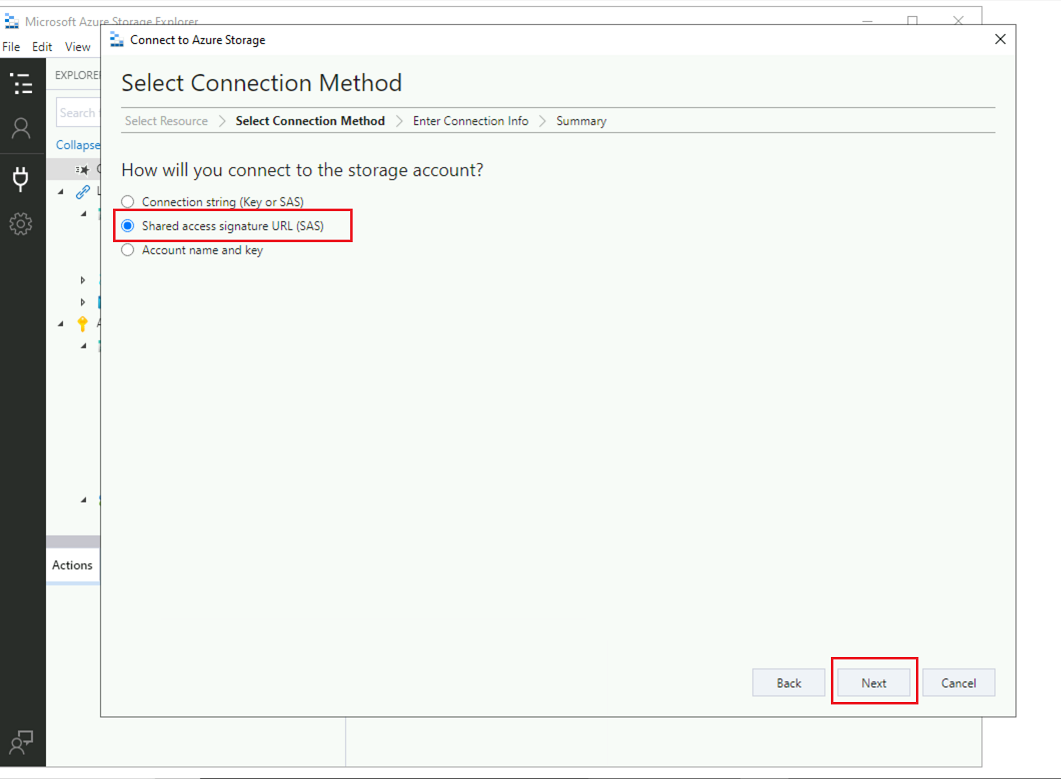 Microsoft Azure Storage Explorer
Connect to Azure Storage
File Edit View
EXPLORE
Select Connection Method
Search
Select Resource > Select Connection Method > Enter Connection Info > Summary
Collapse
How will you connect to the storage account?
Connection string (Key or SAS)
Shared access signature URL (SAS)
Account name and key
Actions
Back
Next
Cancel